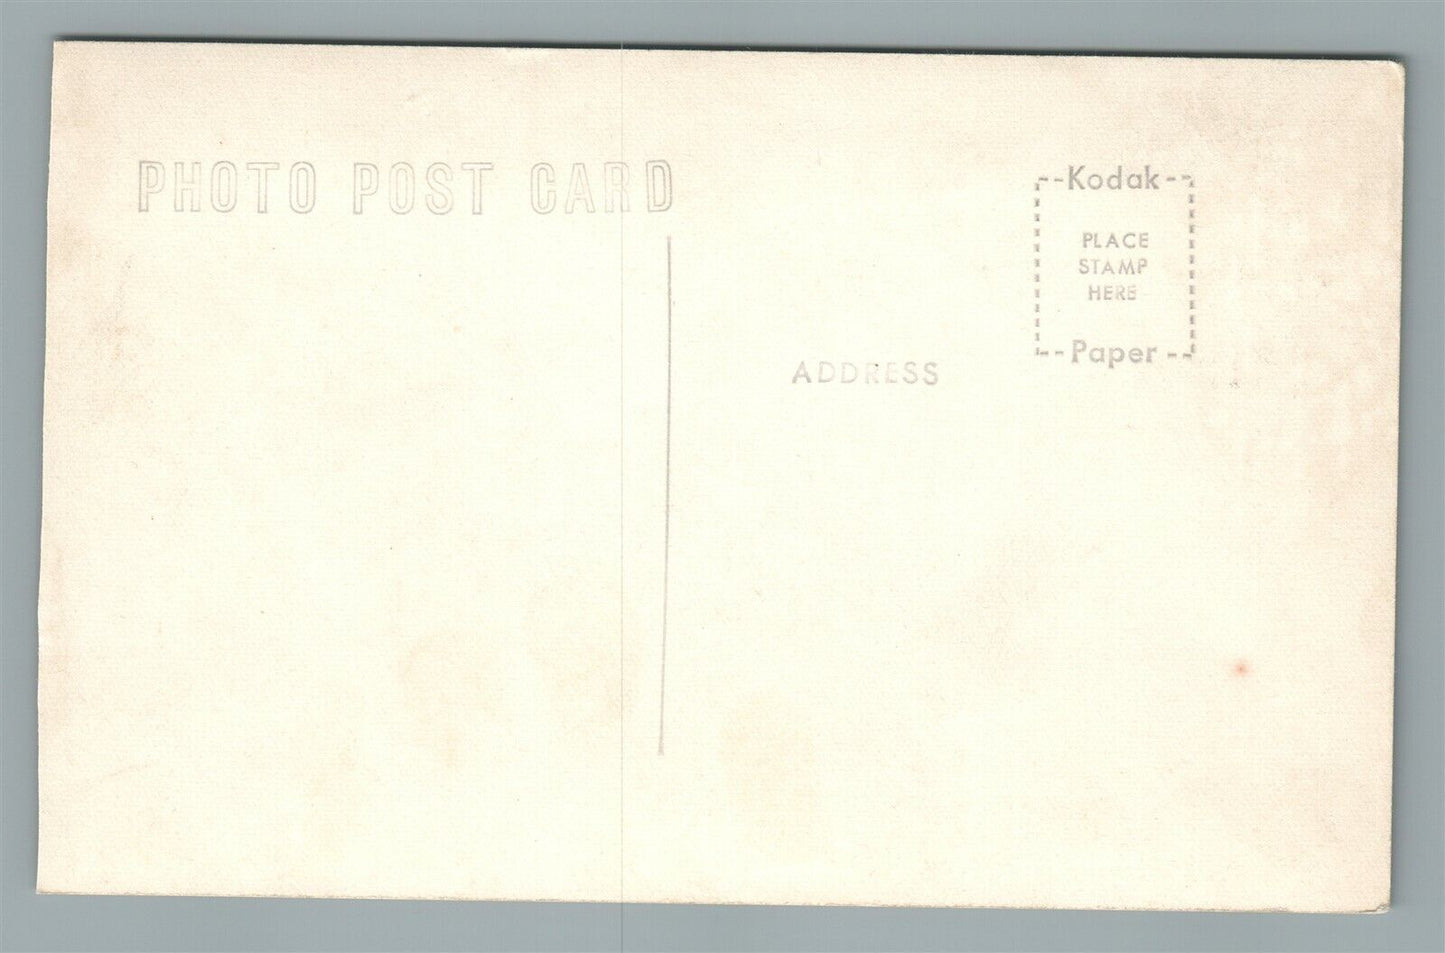 PHOTO POST CARD
Kodak
PLACE
STAMP
HERE
Paper
ADDRESS